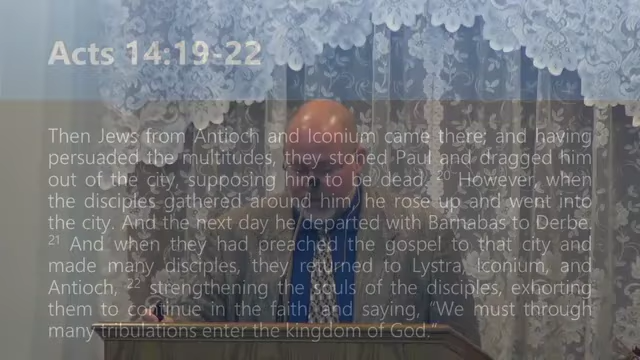 Acts 14:19-22
Then Jews from Antioch and Iconium came there; and having
persuaded the multitudes, they stoned Paul and dragged him
out of the city, supposing him to be dead. 20 However, when
the disciples gathered around him, he rose up and went into
the city. And the next day he departed with Barnabas to Derbe.
21 And when they had preached the gospel to that city and
made many disciples, they returned to Lystra, Iconium, and
Antioch, 22 strengthening the souls of the disciples, exhorting
them to continue in the faith, and saying, "We must through
many tribulations enter the kingdom of God."